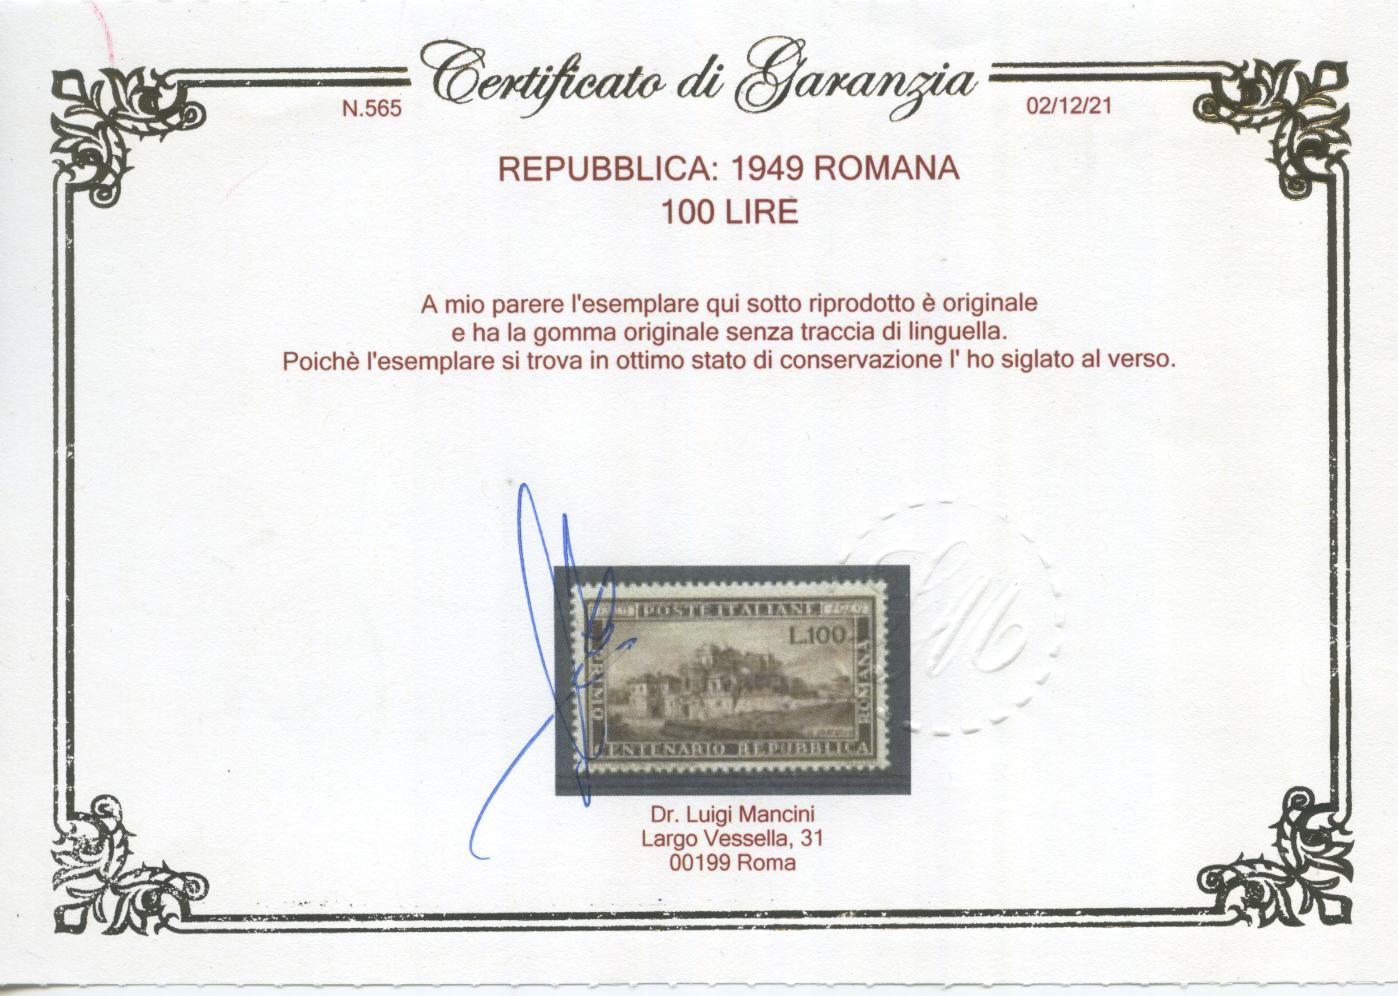 Certificato di Garanzia
N.565
02/12/21
REPUBBLICA: 1949 ROMANA
100 LIRE
A mio parere l'esemplare qui sotto riprodotto è originale
e ha la gomma originale senza traccia di linguella.
Poichè l'esemplare si trova in ottimo stato di conservazione l' ho siglato al verso.
POSTE ITALIANE
L.100
PRIMO
ROMANA
CENTENARIO REPUBBLICA
Dr. Luigi Mancini
Largo Vessella, 31
00199 Roma